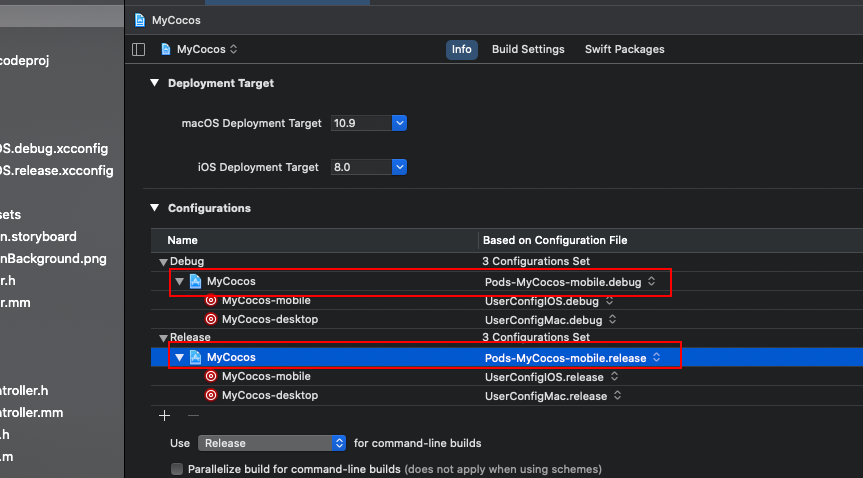 MyCocos
MyCocos
Info
Build Settings
Swift Packages
codeproj
Deployment Target
macOS Deployment Target
10.9
OS.debug.xcconfig
iOS Deployment Target
8.0
OS.release.xcconfig
sets
Configurations
n.storyboard
Name
Based on Configuration File
nBackground.png
Debug
3 Configurations Set
r.h
MyCocos
Pods-MyCocos-mobile.debug
r.mm
MyCocos-mobile
UserConfigIOS.debug
MyCocos-desktop
UserConfigMac.debug
Release
3 Configurations Set
MyCocos
Pods-MyCocos-mobile.release
MyCocos-mobile
UserConfigIOS.release
ntroller.h
MyCocos-desktop
UserConfigMac.release
ntroller.mm
.h
Use
Release
for command-line builds
.m
Parallelize build for command-line builds (does not apply when using schemes)